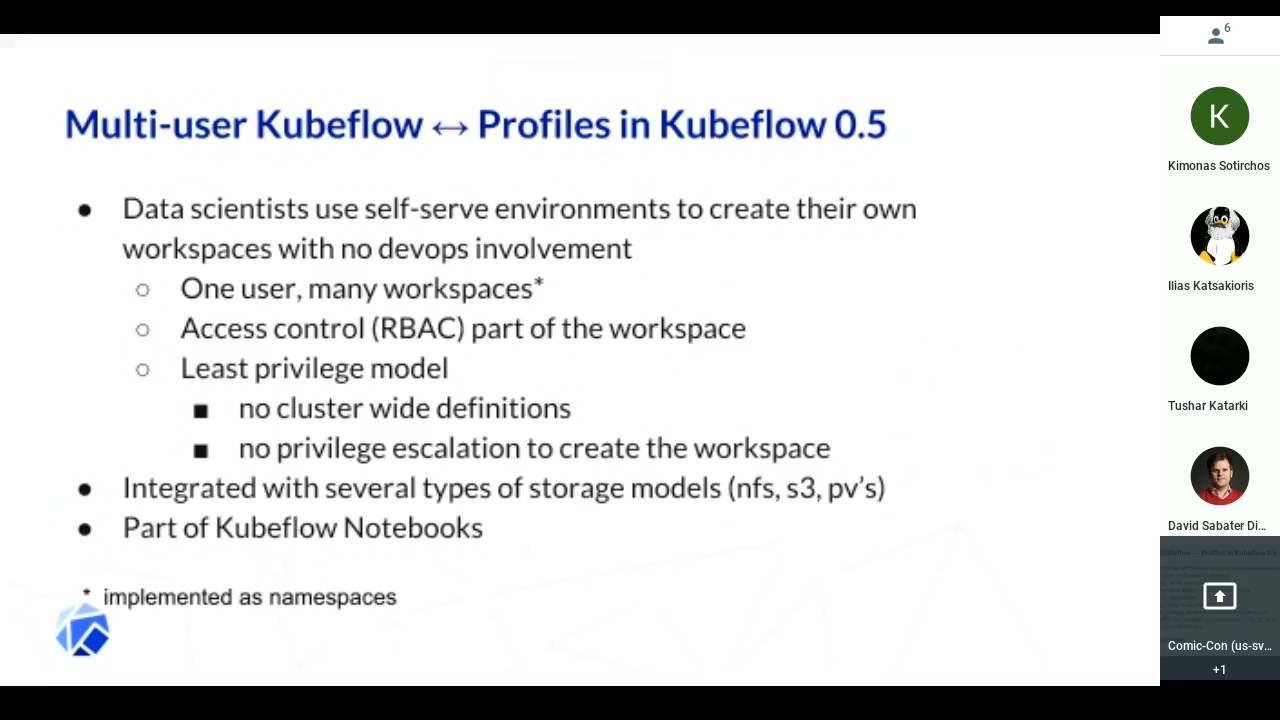 Multi-user Kubeflow ↔ Profiles in Kubeflow 0.5
● Data scientists use self-serve environments to create their own
workspaces with no devops involvement
○ One user, many workspaces*
○ Access control (RBAC) part of the workspace
○ Least privilege model
■ no cluster wide definitions
■ no privilege escalation to create the workspace
● Integrated with several types of storage models (nfs, s3, pv's)
● Part of Kubeflow Notebooks
* implemented as namespaces
6
K
Kimonas Sotirchos
Ilias Katsakioris
Tushar Katarki
David Sabater Di...
Comic-Con (us-sv...
+1